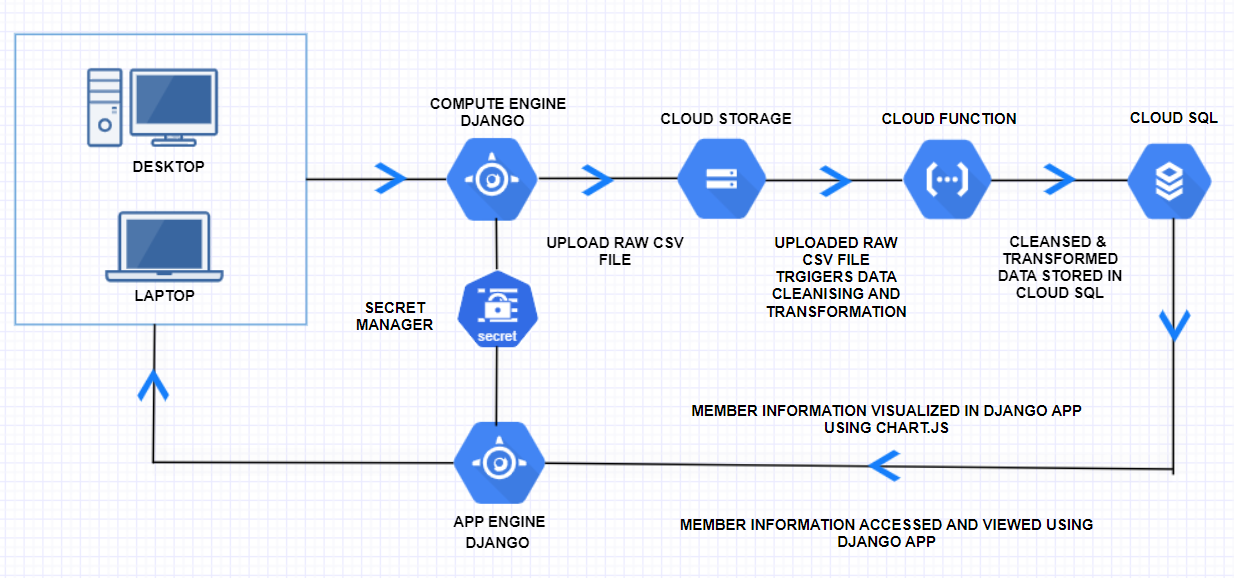 COMPUTE ENGINE
DJANGO
CLOUD STORAGE
CLOUD FUNCTION
CLOUD SQL
DESKTOP
LAPTOP
UPLOAD RAW CSV
FILE
UPLOADED RAW
CSV FILE
TRGIGERS DATA
CLEANISING AND
TRANSFORMATION
CLEANSED &
TRANSFORMED
DATA STORED IN
CLOUD SQL
SECRET
MANAGER
secret
MEMBER INFORMATION VISUALIZED IN DJANGO APP
USING CHART.JS
APP ENGINE
DJANGO
MEMBER INFORMATION ACCESSED AND VIEWED USING
DJANGO APP